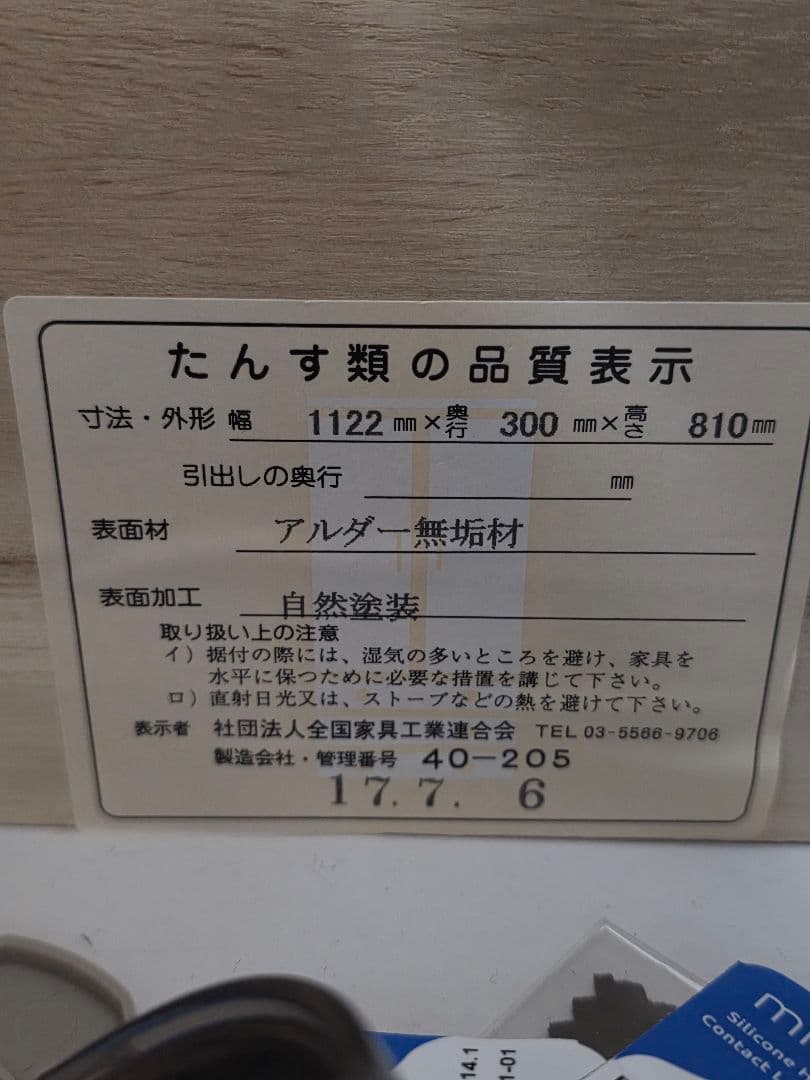 たんす類の品質表示
寸法・外形 幅 1122 mm×奥行 300 mm×高さ 810mm
引出しの奥行 mm
表面材 アルダー無垢材
表面加工 自然塗装
取り扱い上の注意
イ）据付の際には、湿気の多いところを避け、家具を
水平に保つために必要な措置を講じて下さい。
ロ）直射日光又は、ストーブなどの熱を避けて下さい。
表示者 社団法人全国家具工業連合会 TEL 03-5566-9706
製造会社・管理番号 40-205
17. 7. 6
Silicone
Contact
14.1
1-01